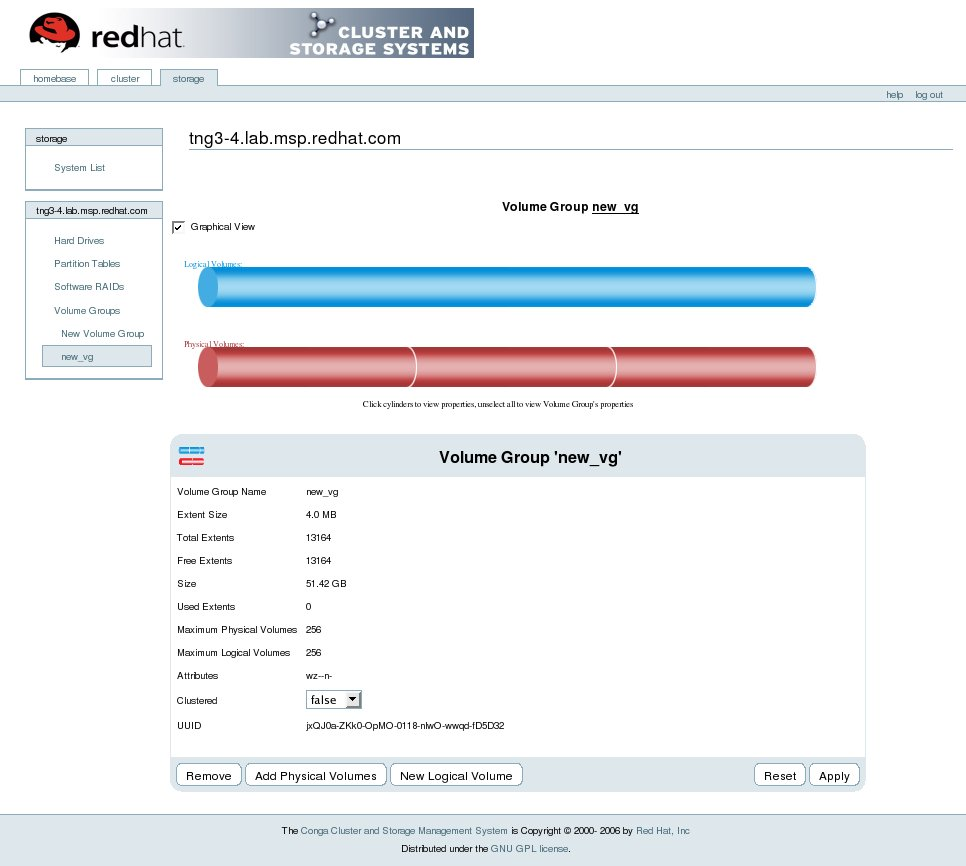 redhat.
CLUSTER AND
STORAGE SYSTEMS
homebase cluster storage
help log out
storage
System List
tng3-4.lab.msp.redhat.com
Hard Drives
Partition Tables
Software RAIDs
Volume Groups
New Volume Group
new_vg
tng3-4.lab.msp.redhat.com
Volume Group new_vg
Graphical View
Logical Volumes:
Physical Volumes:
Click cylinders to view properties, unselect all to view Volume Group's properties
Volume Group 'new_vg'
Volume Group Name new_vg
Extent Size 4.0 MB
Total Extents 13164
Free Extents 13164
Size 51.42 GB
Used Extents 0
Maximum Physical Volumes 256
Maximum Logical Volumes 256
Attributes wz--n-
Clustered false
UUID jxQJ0a-ZKk0-OpMO-0118-nlwO-wwqd-fD5D32
Remove Add Physical Volumes New Logical Volume Reset Apply
The Conga Cluster and Storage Management System is Copyright © 2000- 2006 by Red Hat, Inc
Distributed under the GNU GPL license.